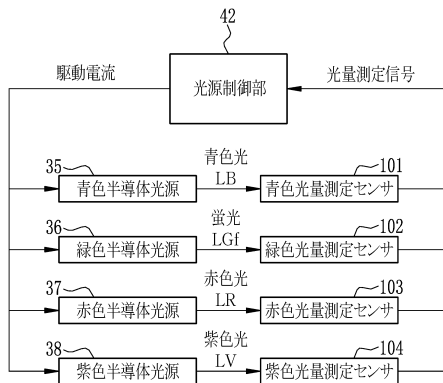 42
駆動電流
光源制御部
光量測定信号
35
青色半導体光源
青色光
LB
101
青色光量測定センサ
36
緑色半導体光源
蛍光
LGf
102
緑色光量測定センサ
37
赤色半導体光源
赤色光
LR
103
赤色光量測定センサ
38
紫色半導体光源
紫色光
LV
104
紫色光量測定センサ